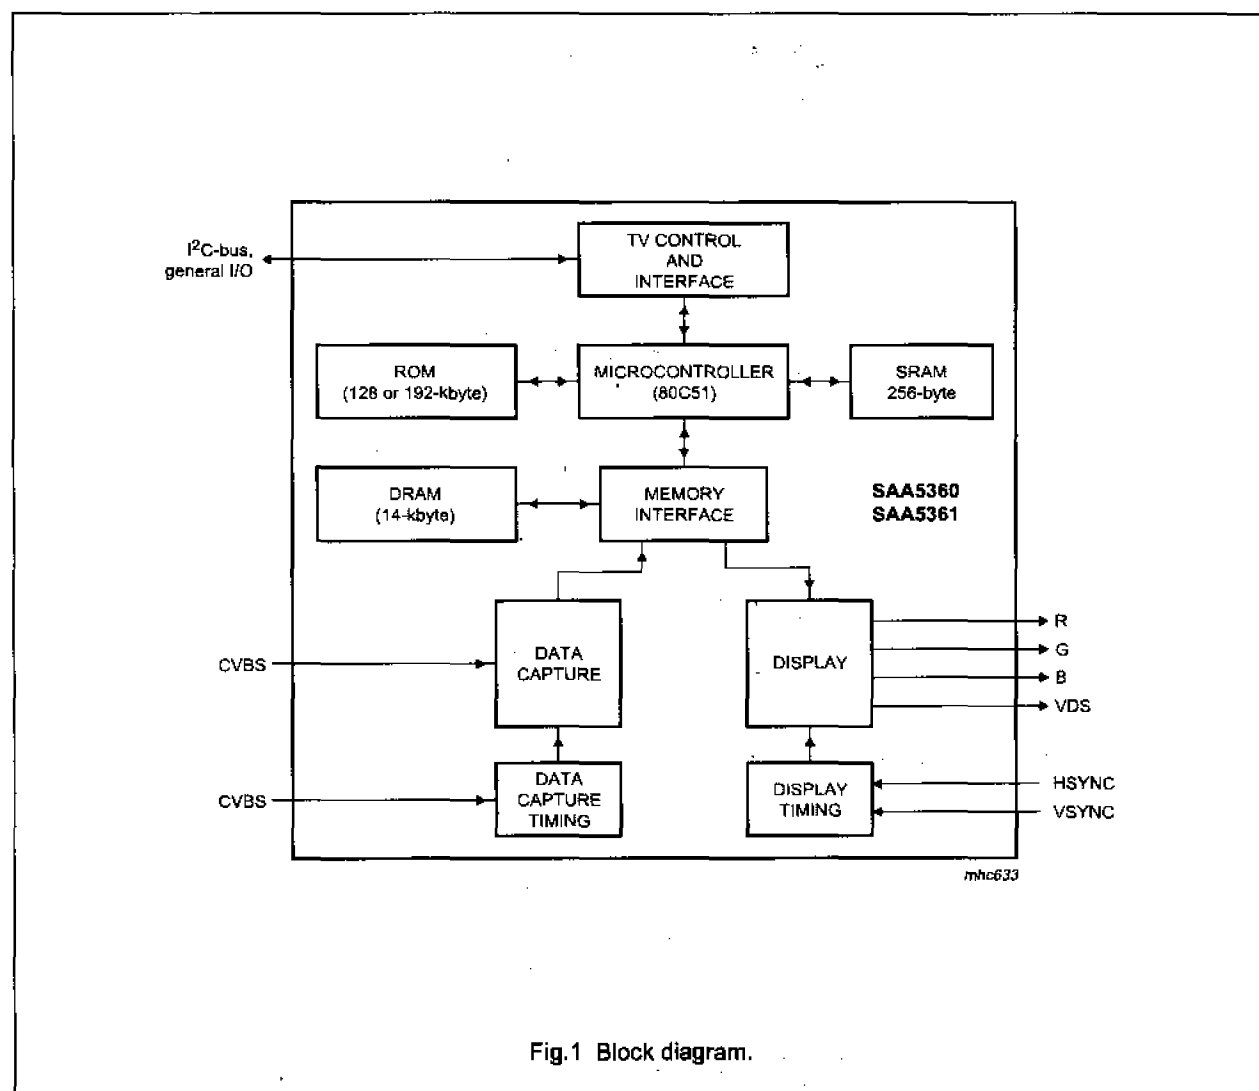 TV CONTROL
AND
INTERFACE
I²C-bus,
general I/O
ROM
(128 or 192-kbyte)
MICROCONTROLLER
(80C51)
SRAM
256-byte
DRAM
(14-kbyte)
MEMORY
INTERFACE
SAA5360
SAA5361
CVBS
DATA
CAPTURE
DISPLAY
R
G
B
VDS
CVBS
DATA
CAPTURE
TIMING
DISPLAY
TIMING
HSYNC
VSYNC
mhc633
Fig.1 Block diagram.